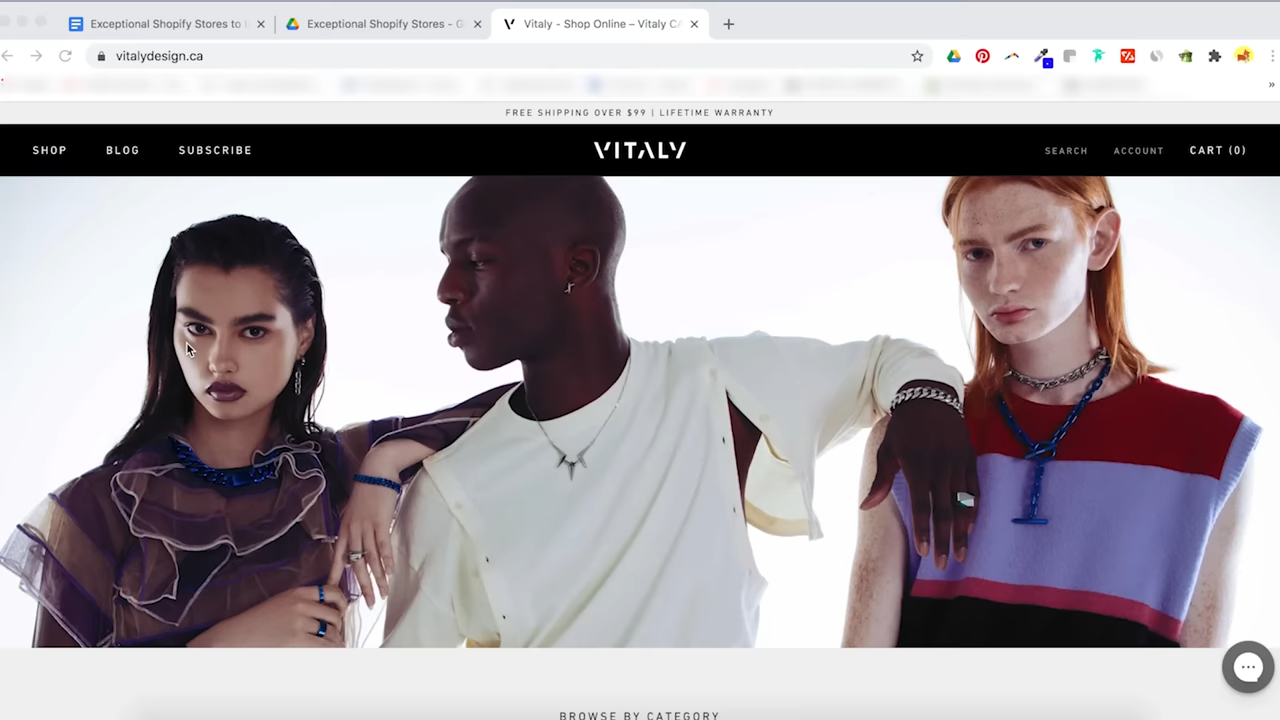 Exceptional Shopify Stores to
Exceptional Shopify Stores - G
Vitaly - Shop Online – Vitaly CA
vitalydesign.ca
FREE SHIPPING OVER $99 | LIFETIME WARRANTY
SHOP
BLOG
SUBSCRIBE
VITALY
SEARCH
ACCOUNT
CART (0)
BROWSE BY CATEGORY